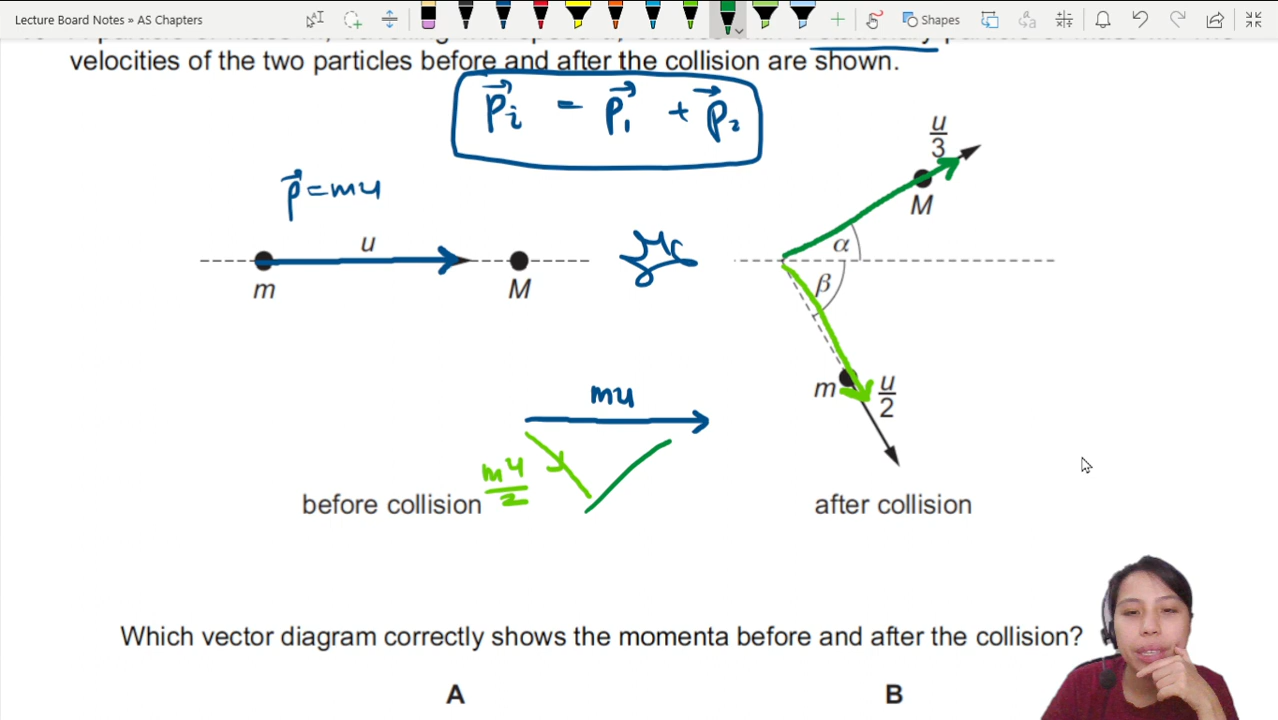 Lecture Board Notes » AS Chapters
Shapes
velocities of the two particles before and after the collision are shown.
p⃗i = p⃗1 + p⃗2
p⃗ = mu
u
m
M
u/3
M
α
β
m
u/2
mu
mu/2
before collision
after collision
Which vector diagram correctly shows the momenta before and after the collision?
A
B